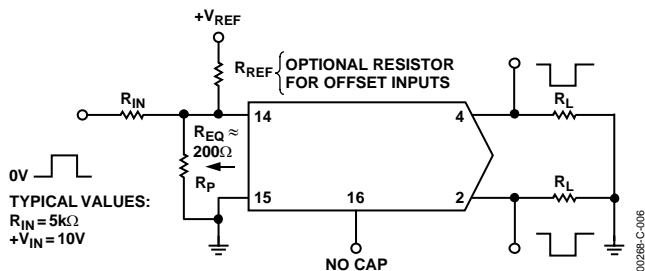 +VREF
RREF
OPTIONAL RESISTOR
FOR OFFSET INPUTS
RIN
14
4
RL
REQ ≈
200Ω
0V
RP
TYPICAL VALUES:
RIN = 5kΩ
+VIN = 10V
15
16
2
RL
NO CAP
00268-C-006